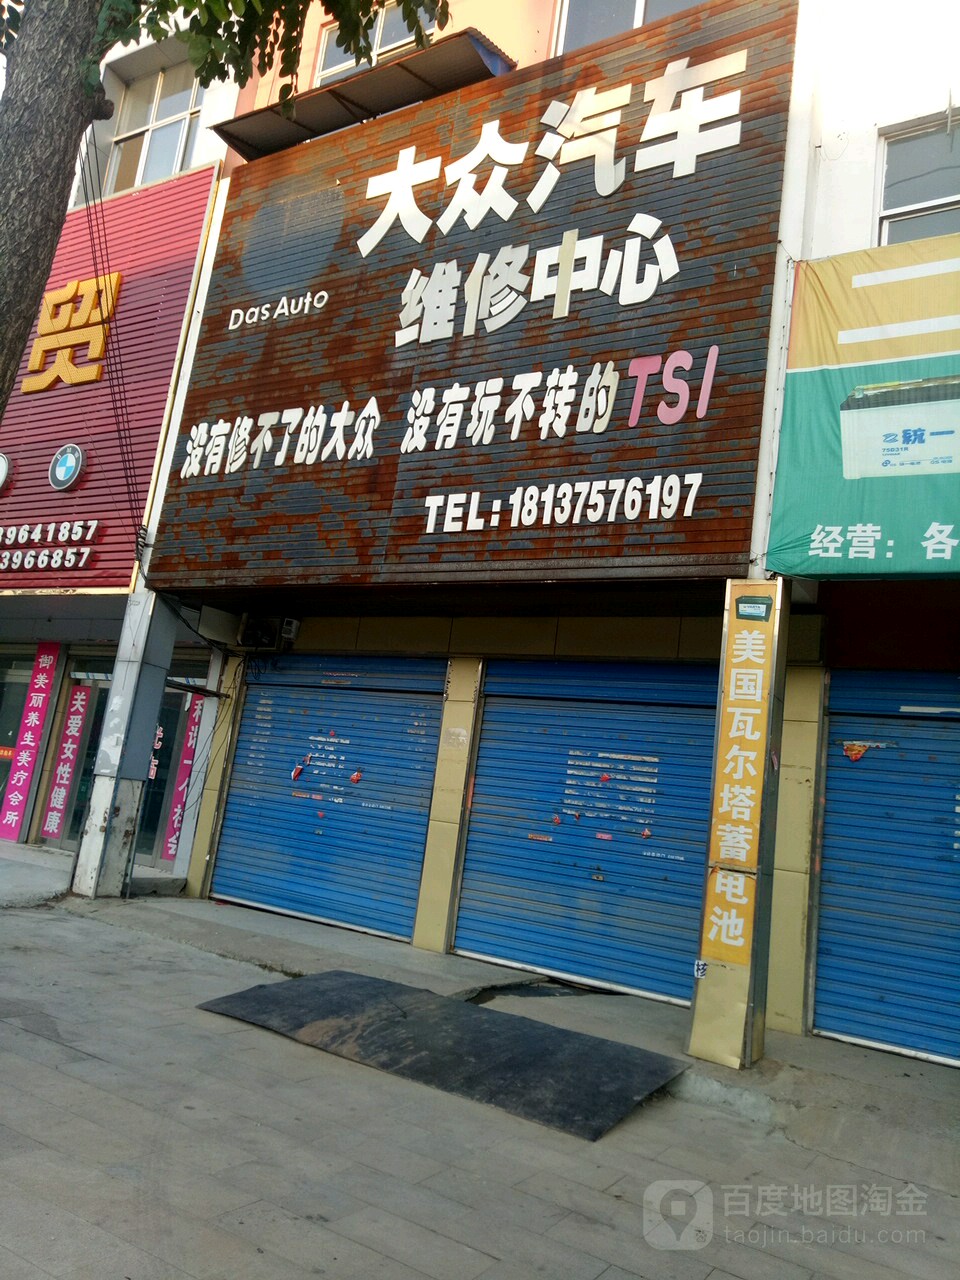 大众汽车
维修中心
Das Auto
没有修不了的大众 没有玩不转的TSI
TEL:18137575197
贸
39641857
3966857
統一
经营：各
美国瓦尔塔蓄电池
御美丽养生美疗会所
关爱女性健康
百度地图淘金
taojin.baidu.com